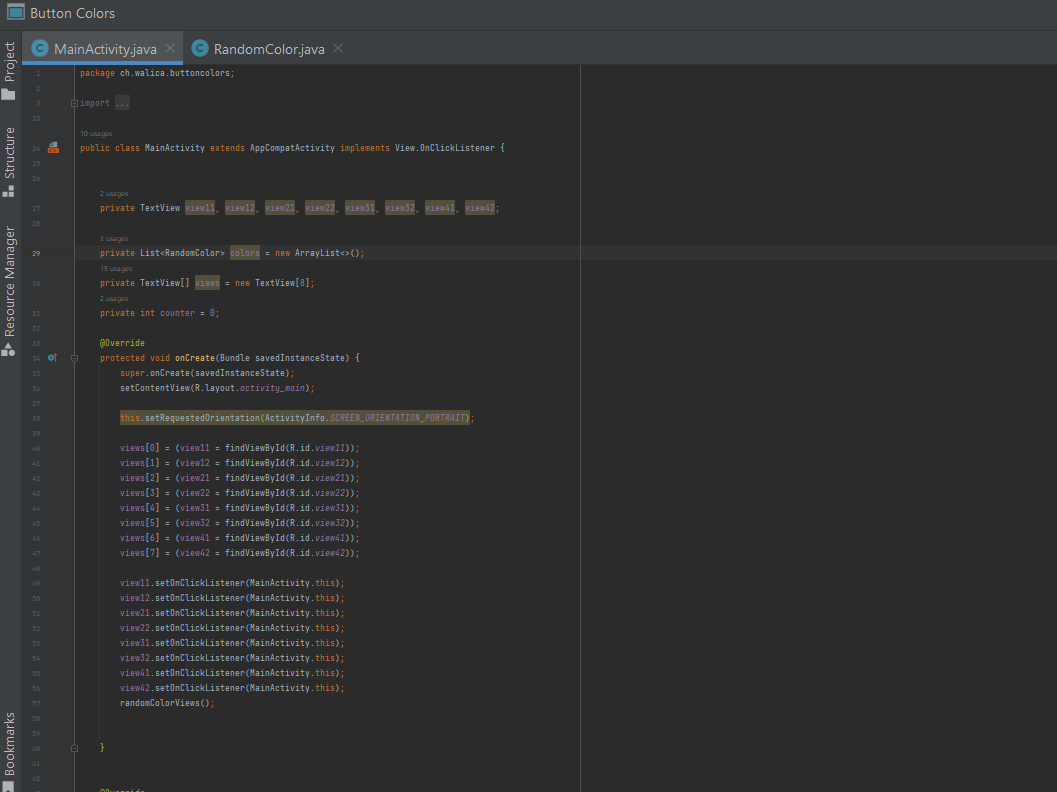 Button Colors
MainActivity.java
RandomColor.java
Project
Structure
Resource Manager
Bookmarks
1 package ch.walica.buttoncolors;
2
3 import ...
23
10 usages
24 public class MainActivity extends AppCompatActivity implements View.OnClickListener {
25
26
2 usages
27 private TextView view11, view12, view21, view22, view31, view32, view41, view42;
28
3 usages
29 private List<RandomColor> colors = new ArrayList<>();
15 usages
30 private TextView[] views = new TextView[8];
2 usages
31 private int counter = 0;
32
33 @Override
34 protected void onCreate(Bundle savedInstanceState) {
35 super.onCreate(savedInstanceState);
36 setContentView(R.layout.activity_main);
37
38 this.setRequestedOrientation(ActivityInfo.SCREEN_ORIENTATION_PORTRAIT);
39
40 views[0] = (view11 = findViewById(R.id.view11));
41 views[1] = (view12 = findViewById(R.id.view12));
42 views[2] = (view21 = findViewById(R.id.view21));
43 views[3] = (view22 = findViewById(R.id.view22));
44 views[4] = (view31 = findViewById(R.id.view31));
45 views[5] = (view32 = findViewById(R.id.view32));
46 views[6] = (view41 = findViewById(R.id.view41));
47 views[7] = (view42 = findViewById(R.id.view42));
48
49 view11.setOnClickListener(MainActivity.this);
50 view12.setOnClickListener(MainActivity.this);
51 view21.setOnClickListener(MainActivity.this);
52 view22.setOnClickListener(MainActivity.this);
53 view31.setOnClickListener(MainActivity.this);
54 view32.setOnClickListener(MainActivity.this);
55 view41.setOnClickListener(MainActivity.this);
56 view42.setOnClickListener(MainActivity.this);
57 randomColorViews();
58
59
60 }
61
62
@Override